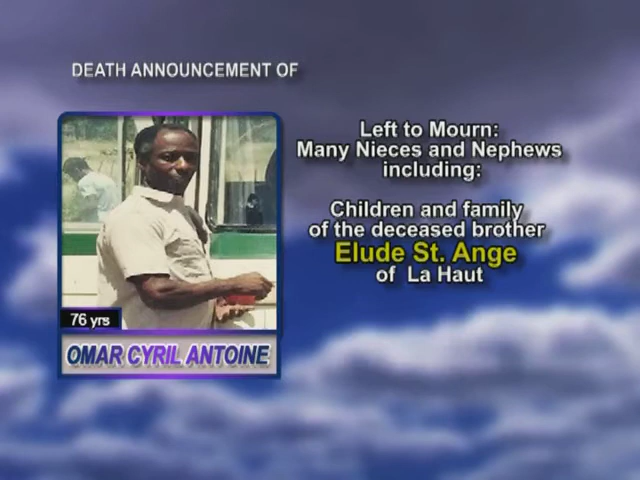 DEATH ANNOUNCEMENT OF
Left to Mourn:
Many Nieces and Nephews
including:
Children and family
of the deceased brother
Elude St. Ange
of La Haut
76 yrs
OMAR CYRIL ANTOINE